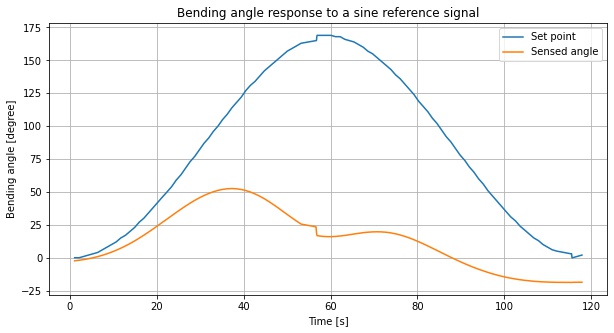 Bending angle response to a sine reference signal
Set point
Sensed angle
Bending angle [degree]
175
150
125
100
75
50
25
0
−25
0 20 40 60 80 100 120
Time [s]